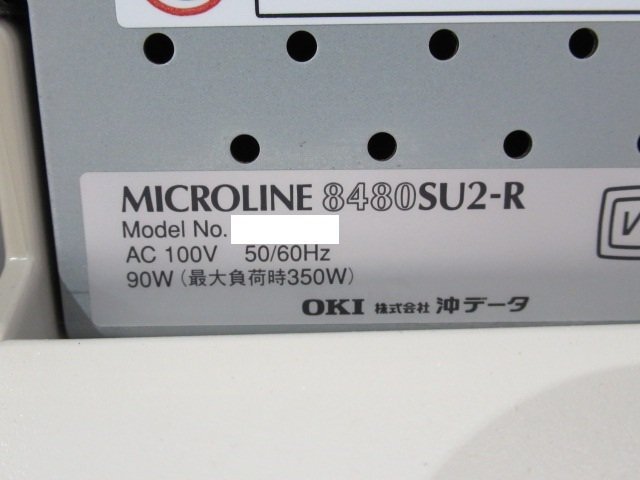 MICROLINE 8480SU2-R
Model No.
AC 100V 50/60Hz
90W (最大負荷時350W)
OKI 株式会社 沖データ